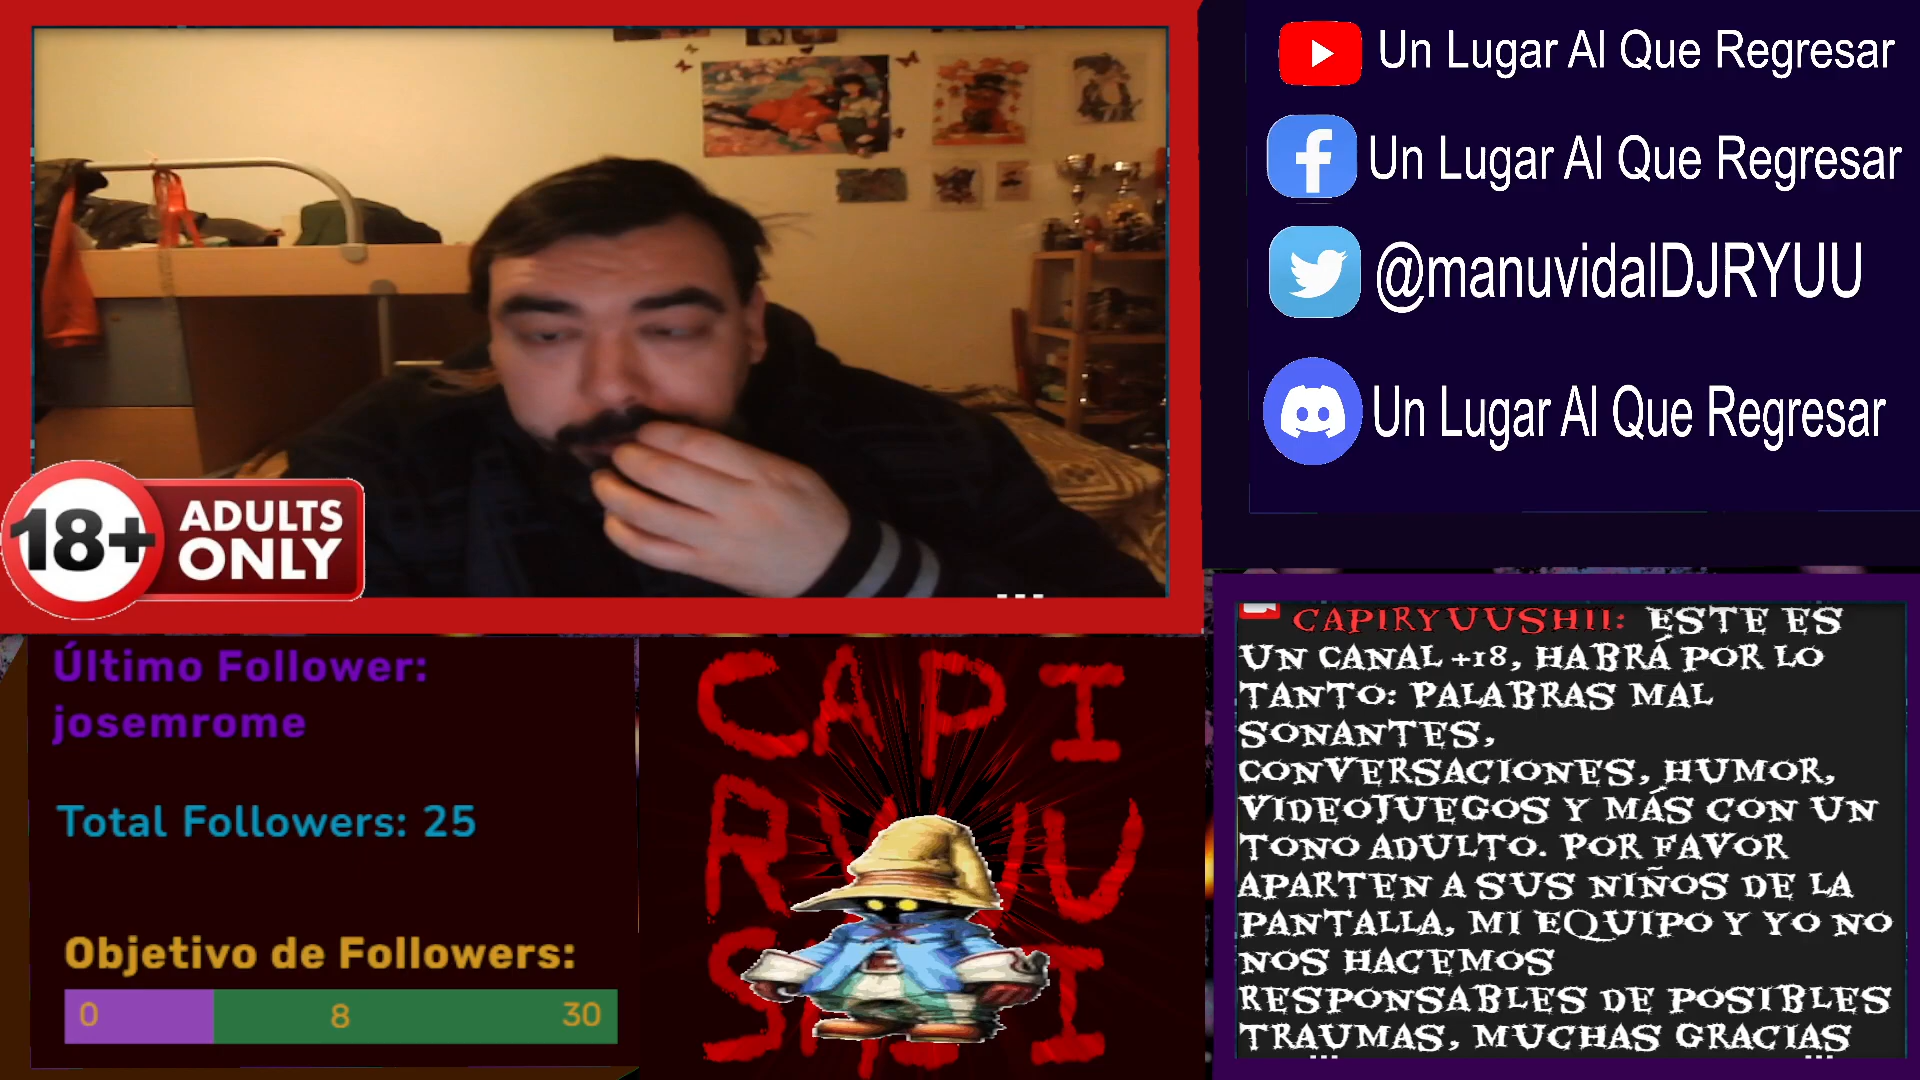 Un Lugar Al Que Regresar
Un Lugar Al Que Regresar
@manuvidalDJRYUU
Un Lugar Al Que Regresar
18+
ADULTS
ONLY
Último Follower:
josemrome
Total Followers: 25
Objetivo de Followers:
0 8 30
CAPI
RYUU
SHI
CAPIRYUUSHII: ESTE ES
UN CANAL +18, HABRÁ POR LO
TANTO: PALABRAS MAL
SONANTES,
CONVERSACIONES, HUMOR,
VIDEOJUEGOS Y MÁS CON UN
TONO ADULTO. POR FAVOR
APARTEN A SUS NIÑOS DE LA
PANTALLA, MI EQUIPO Y YO NO
NOS HACEMOS
RESPONSABLES DE POSIBLES
TRAUMAS, MUCHAS GRACIAS